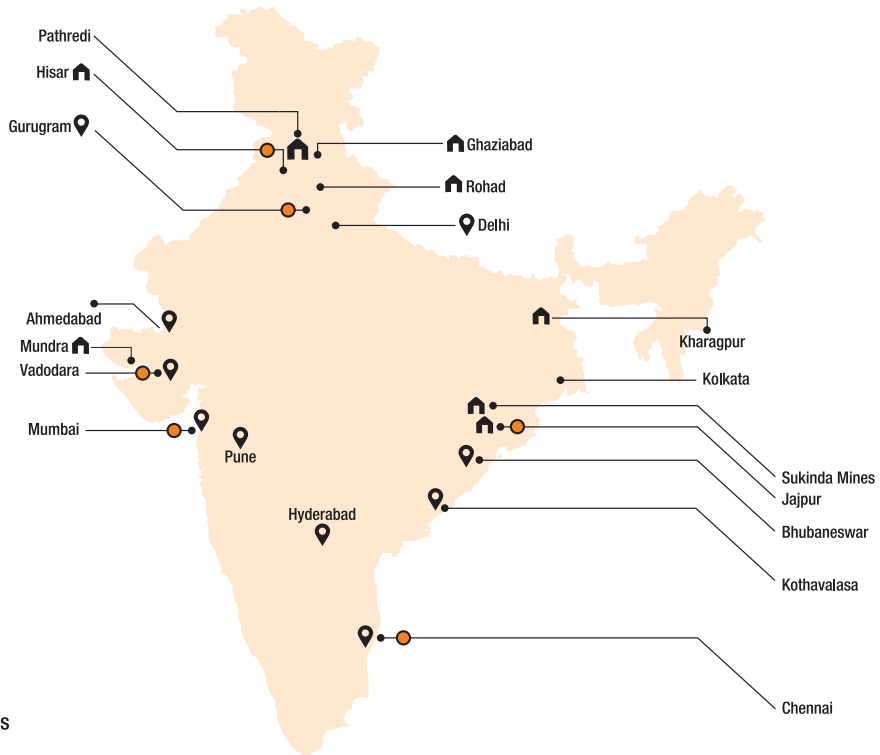 Pathredi
Hisar
Gurugram
Ghaziabad
Rohad
Delhi
Ahmedabad
Mundra
Vadodara
Mumbai
Pune
Hyderabad
Kharagpur
Kolkata
Sukinda Mines
Jajpur
Bhubaneswar
Kothavalasa
Chennai
S